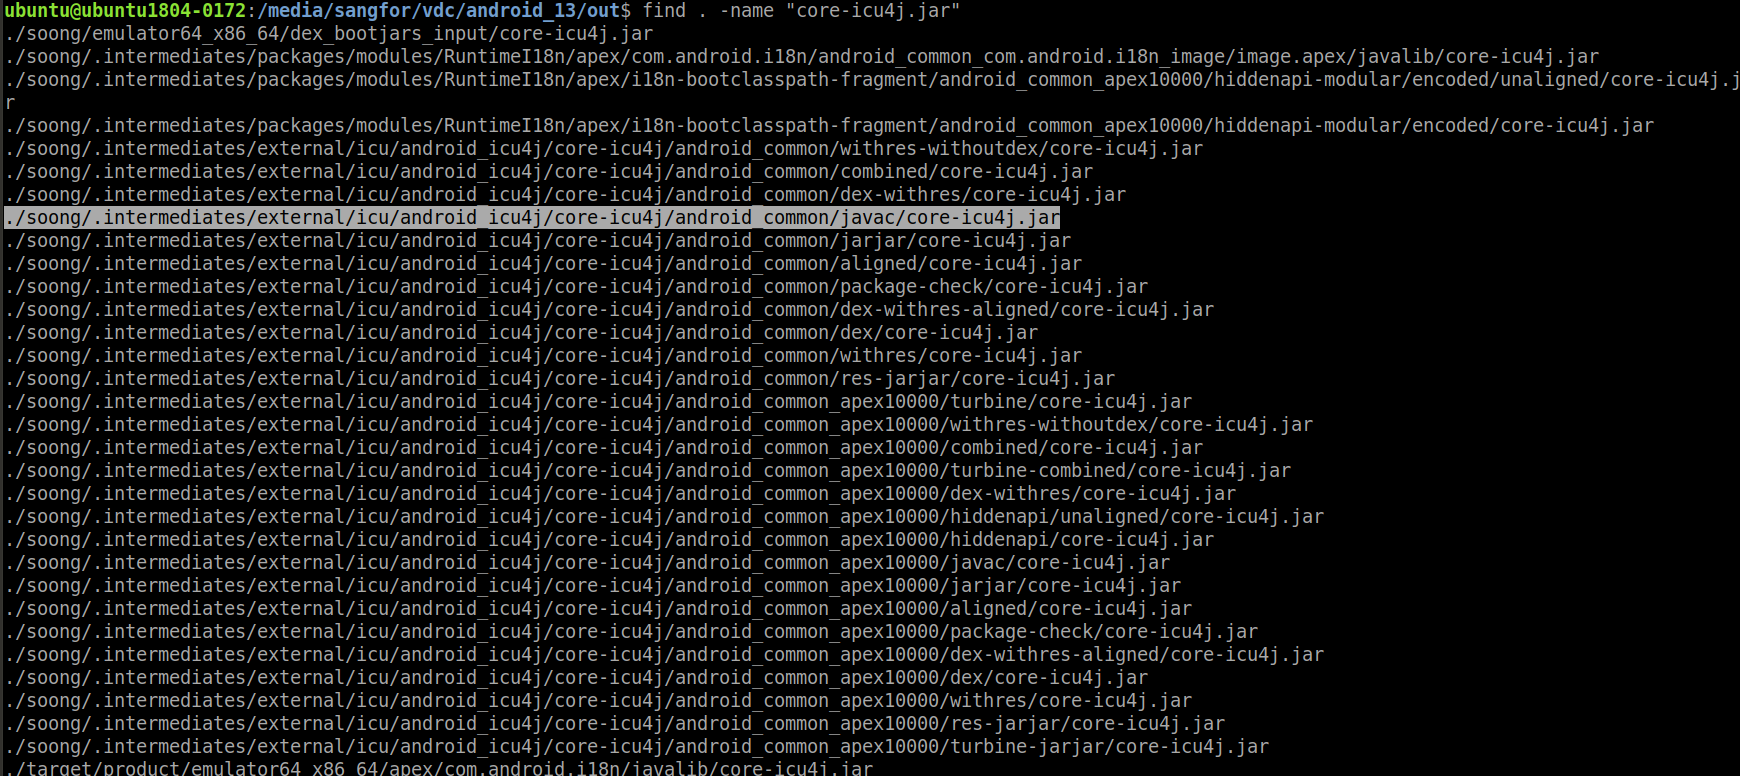 ubuntu@ubuntu1804-0172:/media/sangfor/vdc/android_13/out$ find . -name "core-icu4j.jar"
./soong/emulator64_x86_64/dex_bootjars_input/core-icu4j.jar
./soong/.intermediates/packages/modules/RuntimeI18n/apex/com.android.i18n/android_common_com.android.i18n_image/image.apex/javalib/core-icu4j.jar
./soong/.intermediates/packages/modules/RuntimeI18n/apex/i18n-bootclasspath-fragment/android_common_apex10000/hiddenapi-modular/encoded/unaligned/core-icu4j.j
r
./soong/.intermediates/packages/modules/RuntimeI18n/apex/i18n-bootclasspath-fragment/android_common_apex10000/hiddenapi-modular/encoded/core-icu4j.jar
./soong/.intermediates/external/icu/android_icu4j/core-icu4j/android_common/withres-withoutdex/core-icu4j.jar
./soong/.intermediates/external/icu/android_icu4j/core-icu4j/android_common/combined/core-icu4j.jar
./soong/.intermediates/external/icu/android_icu4j/core-icu4j/android_common/dex-withres/core-icu4j.jar
./soong/.intermediates/external/icu/android_icu4j/core-icu4j/android_common/javac/core-icu4j.jar
./soong/.intermediates/external/icu/android_icu4j/core-icu4j/android_common/jarjar/core-icu4j.jar
./soong/.intermediates/external/icu/android_icu4j/core-icu4j/android_common/aligned/core-icu4j.jar
./soong/.intermediates/external/icu/android_icu4j/core-icu4j/android_common/package-check/core-icu4j.jar
./soong/.intermediates/external/icu/android_icu4j/core-icu4j/android_common/dex-withres-aligned/core-icu4j.jar
./soong/.intermediates/external/icu/android_icu4j/core-icu4j/android_common/dex/core-icu4j.jar
./soong/.intermediates/external/icu/android_icu4j/core-icu4j/android_common/withres/core-icu4j.jar
./soong/.intermediates/external/icu/android_icu4j/core-icu4j/android_common/res-jarjar/core-icu4j.jar
./soong/.intermediates/external/icu/android_icu4j/core-icu4j/android_common_apex10000/turbine/core-icu4j.jar
./soong/.intermediates/external/icu/android_icu4j/core-icu4j/android_common_apex10000/withres-withoutdex/core-icu4j.jar
./soong/.intermediates/external/icu/android_icu4j/core-icu4j/android_common_apex10000/combined/core-icu4j.jar
./soong/.intermediates/external/icu/android_icu4j/core-icu4j/android_common_apex10000/turbine-combined/core-icu4j.jar
./soong/.intermediates/external/icu/android_icu4j/core-icu4j/android_common_apex10000/dex-withres/core-icu4j.jar
./soong/.intermediates/external/icu/android_icu4j/core-icu4j/android_common_apex10000/hiddenapi/unaligned/core-icu4j.jar
./soong/.intermediates/external/icu/android_icu4j/core-icu4j/android_common_apex10000/hiddenapi/core-icu4j.jar
./soong/.intermediates/external/icu/android_icu4j/core-icu4j/android_common_apex10000/javac/core-icu4j.jar
./soong/.intermediates/external/icu/android_icu4j/core-icu4j/android_common_apex10000/jarjar/core-icu4j.jar
./soong/.intermediates/external/icu/android_icu4j/core-icu4j/android_common_apex10000/aligned/core-icu4j.jar
./soong/.intermediates/external/icu/android_icu4j/core-icu4j/android_common_apex10000/package-check/core-icu4j.jar
./soong/.intermediates/external/icu/android_icu4j/core-icu4j/android_common_apex10000/dex-withres-aligned/core-icu4j.jar
./soong/.intermediates/external/icu/android_icu4j/core-icu4j/android_common_apex10000/dex/core-icu4j.jar
./soong/.intermediates/external/icu/android_icu4j/core-icu4j/android_common_apex10000/withres/core-icu4j.jar
./soong/.intermediates/external/icu/android_icu4j/core-icu4j/android_common_apex10000/res-jarjar/core-icu4j.jar
./soong/.intermediates/external/icu/android_icu4j/core-icu4j/android_common_apex10000/turbine-jarjar/core-icu4j.jar
./target/product/emulator64_x86_64/apex/com.android.i18n/javalib/core-icu4j.jar